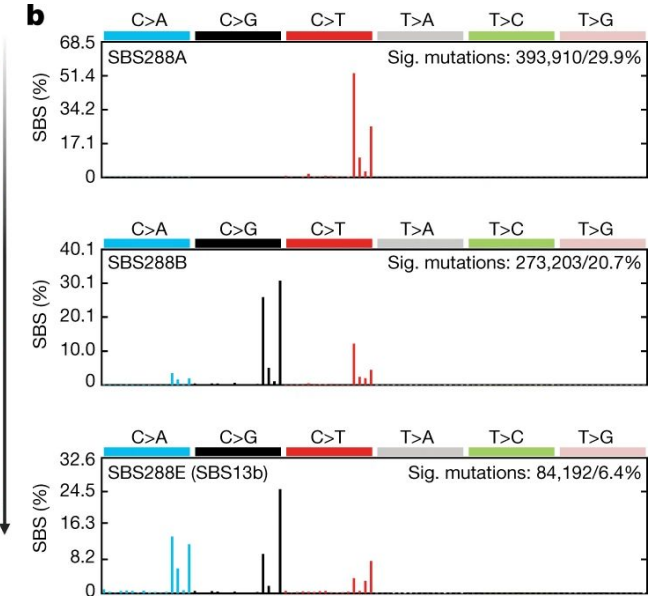 b
C>A C>G C>T T>A T>C T>G
68.5
SBS288A Sig. mutations: 393,910/29.9%
51.4
34.2
17.1
0
SBS (%)
C>A C>G C>T T>A T>C T>G
40.1
SBS288B Sig. mutations: 273,203/20.7%
30.1
20.1
10.0
0
SBS (%)
C>A C>G C>T T>A T>C T>G
32.6
SBS288E (SBS13b) Sig. mutations: 84,192/6.4%
24.5
16.3
8.2
0
SBS (%)